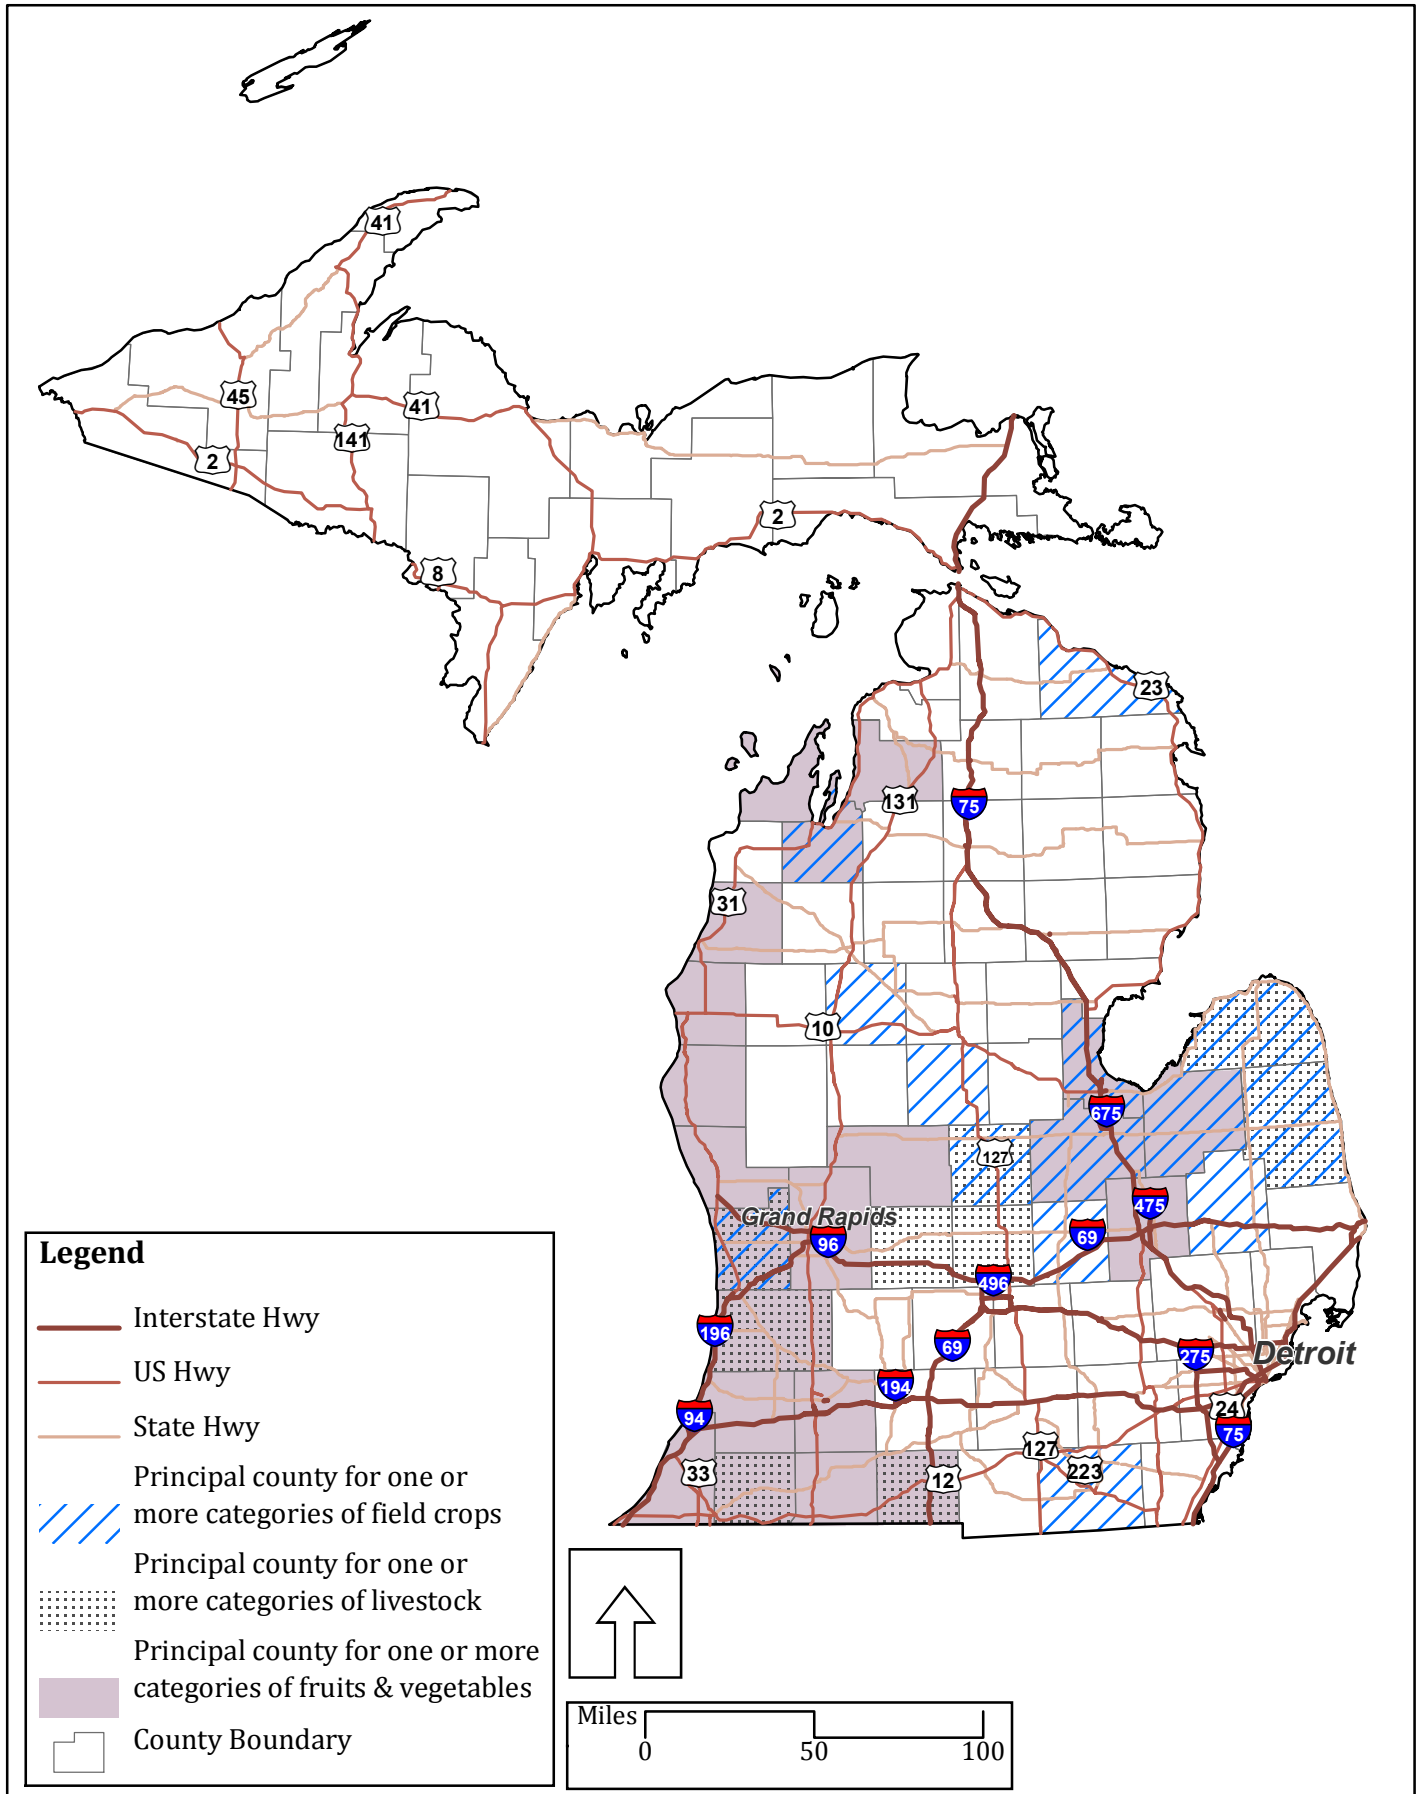 41
45
41
141
2
2
8
23
131
75
31
10
675
127
475
Grand Rapids
96
69
496
196
69
275
Detroit
194
94
24
75
127
33
12
223
Legend
Interstate Hwy
US Hwy
State Hwy
Principal county for one or
more categories of field crops
Principal county for one or
more categories of livestock
Principal county for one or more
categories of fruits & vegetables
County Boundary
Miles
0 50 100